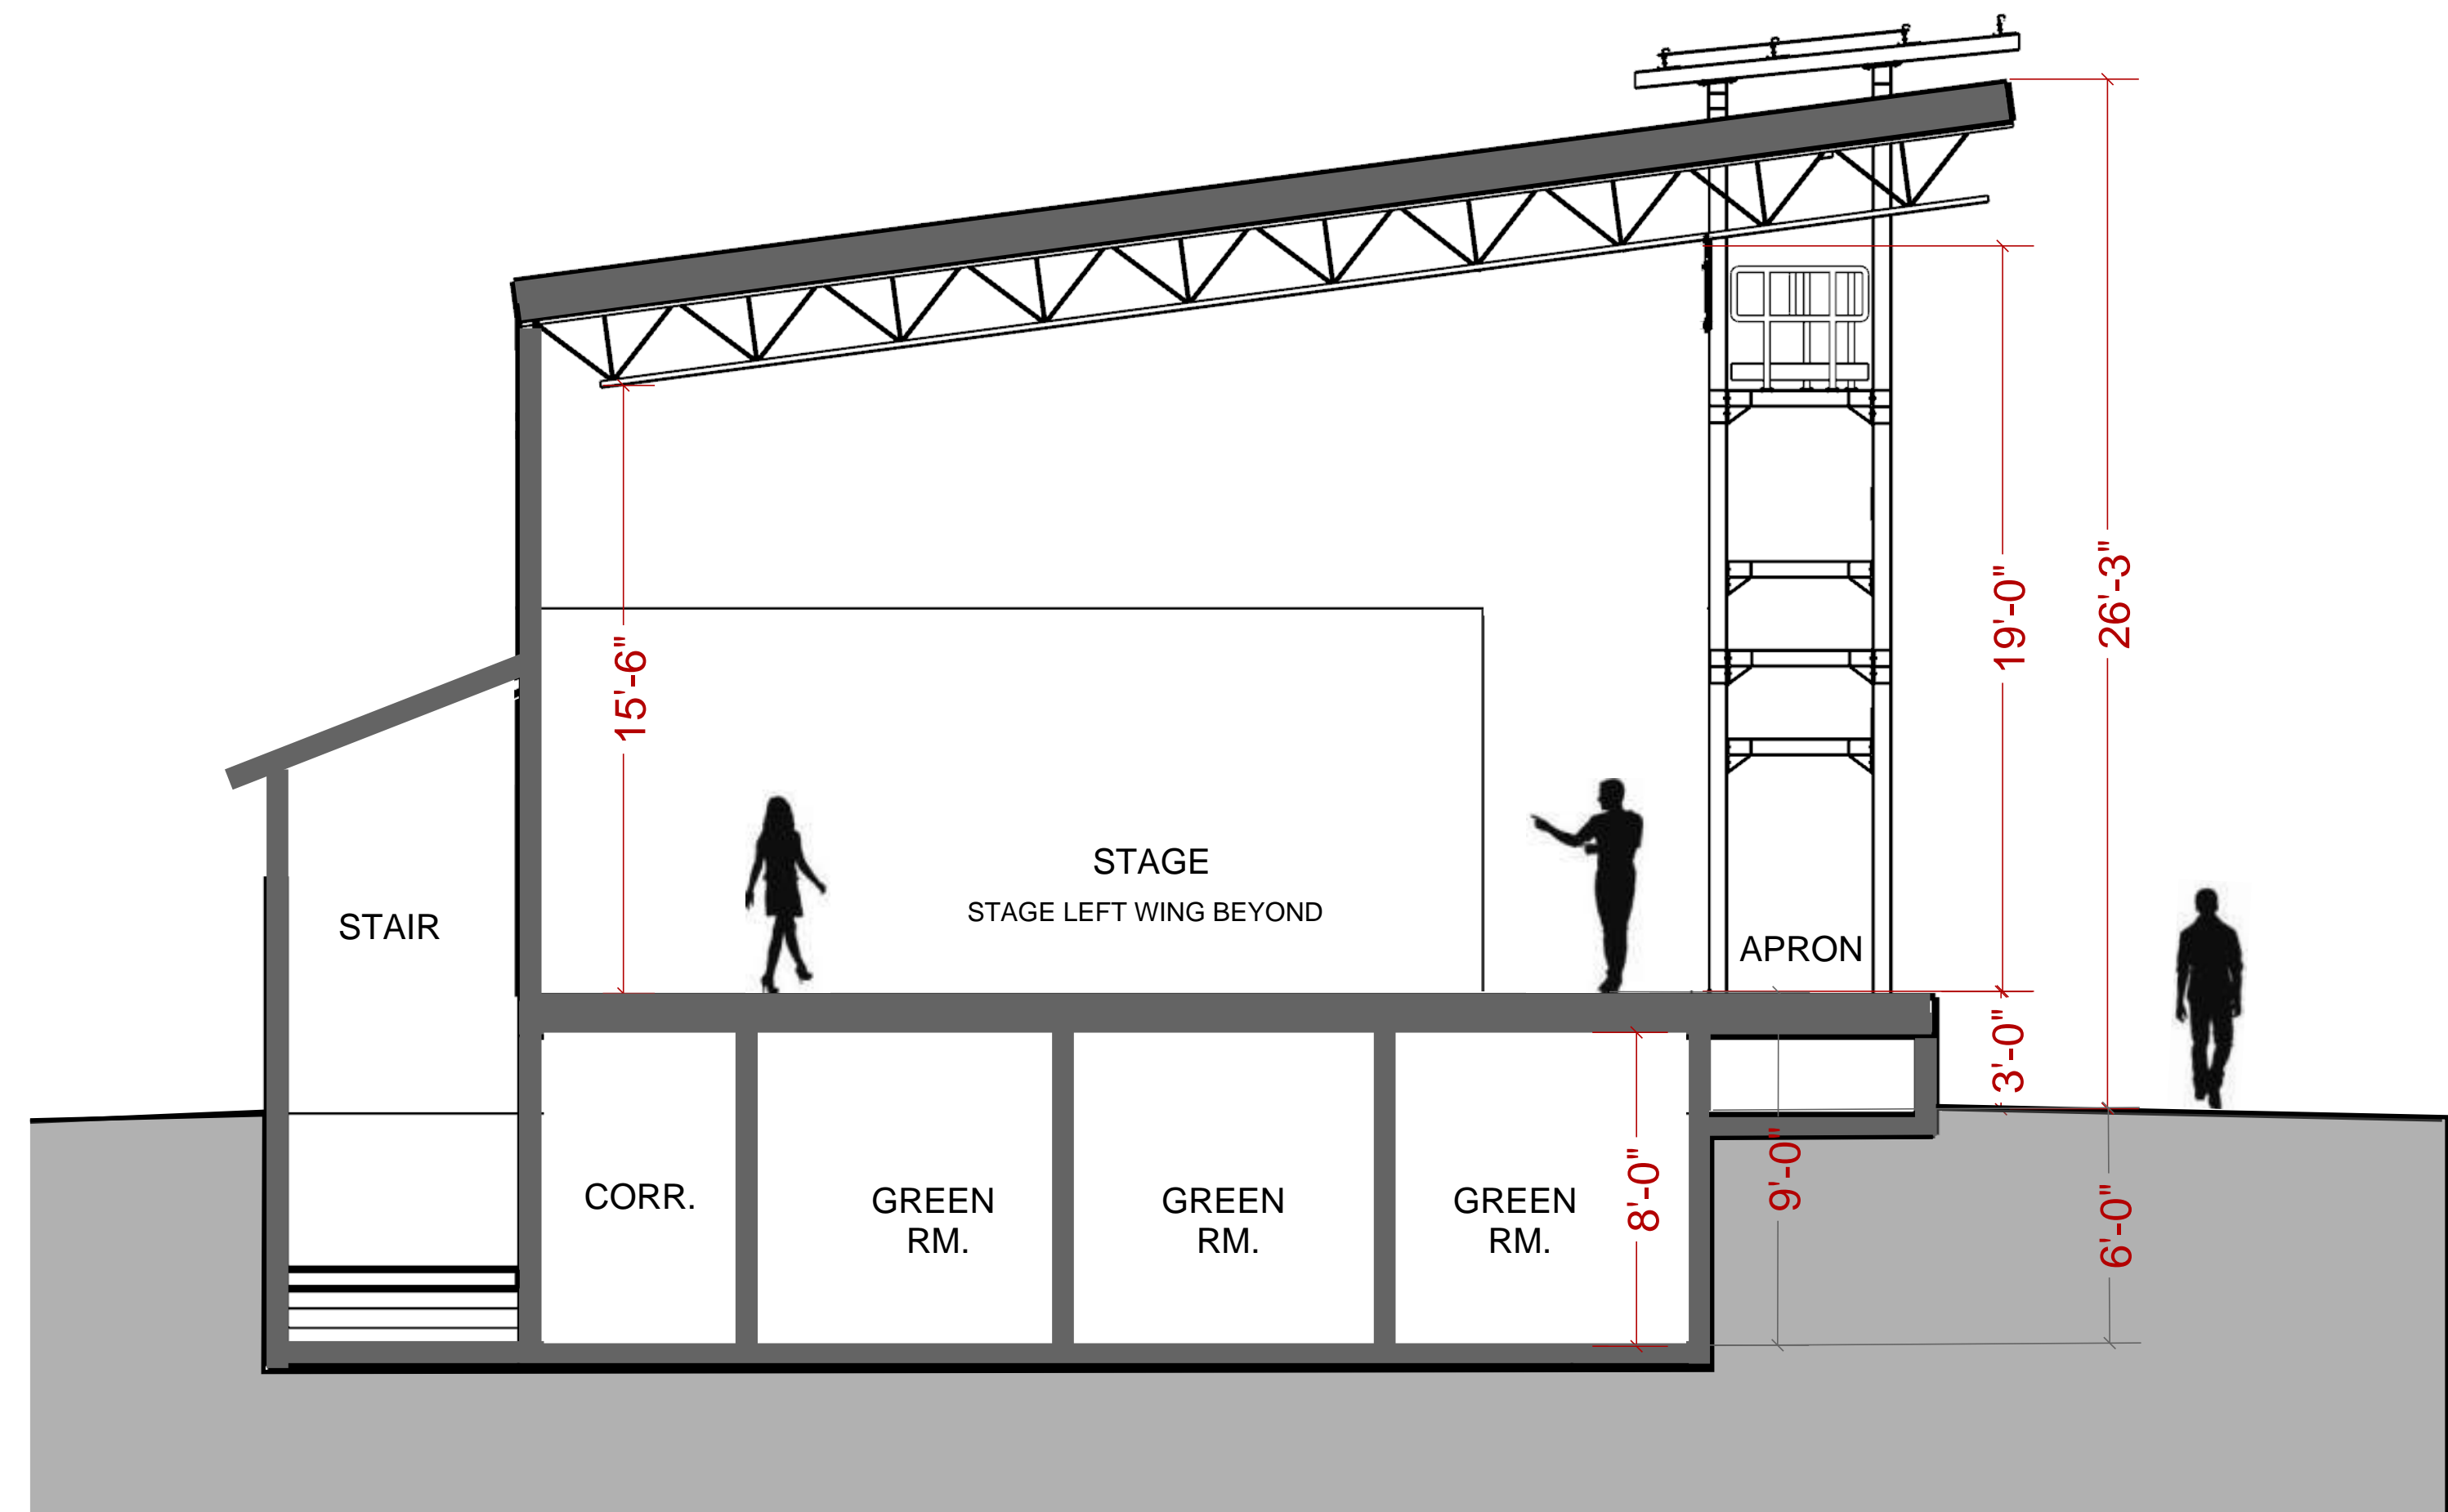 26'-3"
19'-0"
15'-6"
STAGE
STAGE LEFT WING BEYOND
STAIR
APRON
3'-0"
CORR.
GREEN
RM.
GREEN
RM.
GREEN
RM.
8'-0"
9'-0"
6'-0"